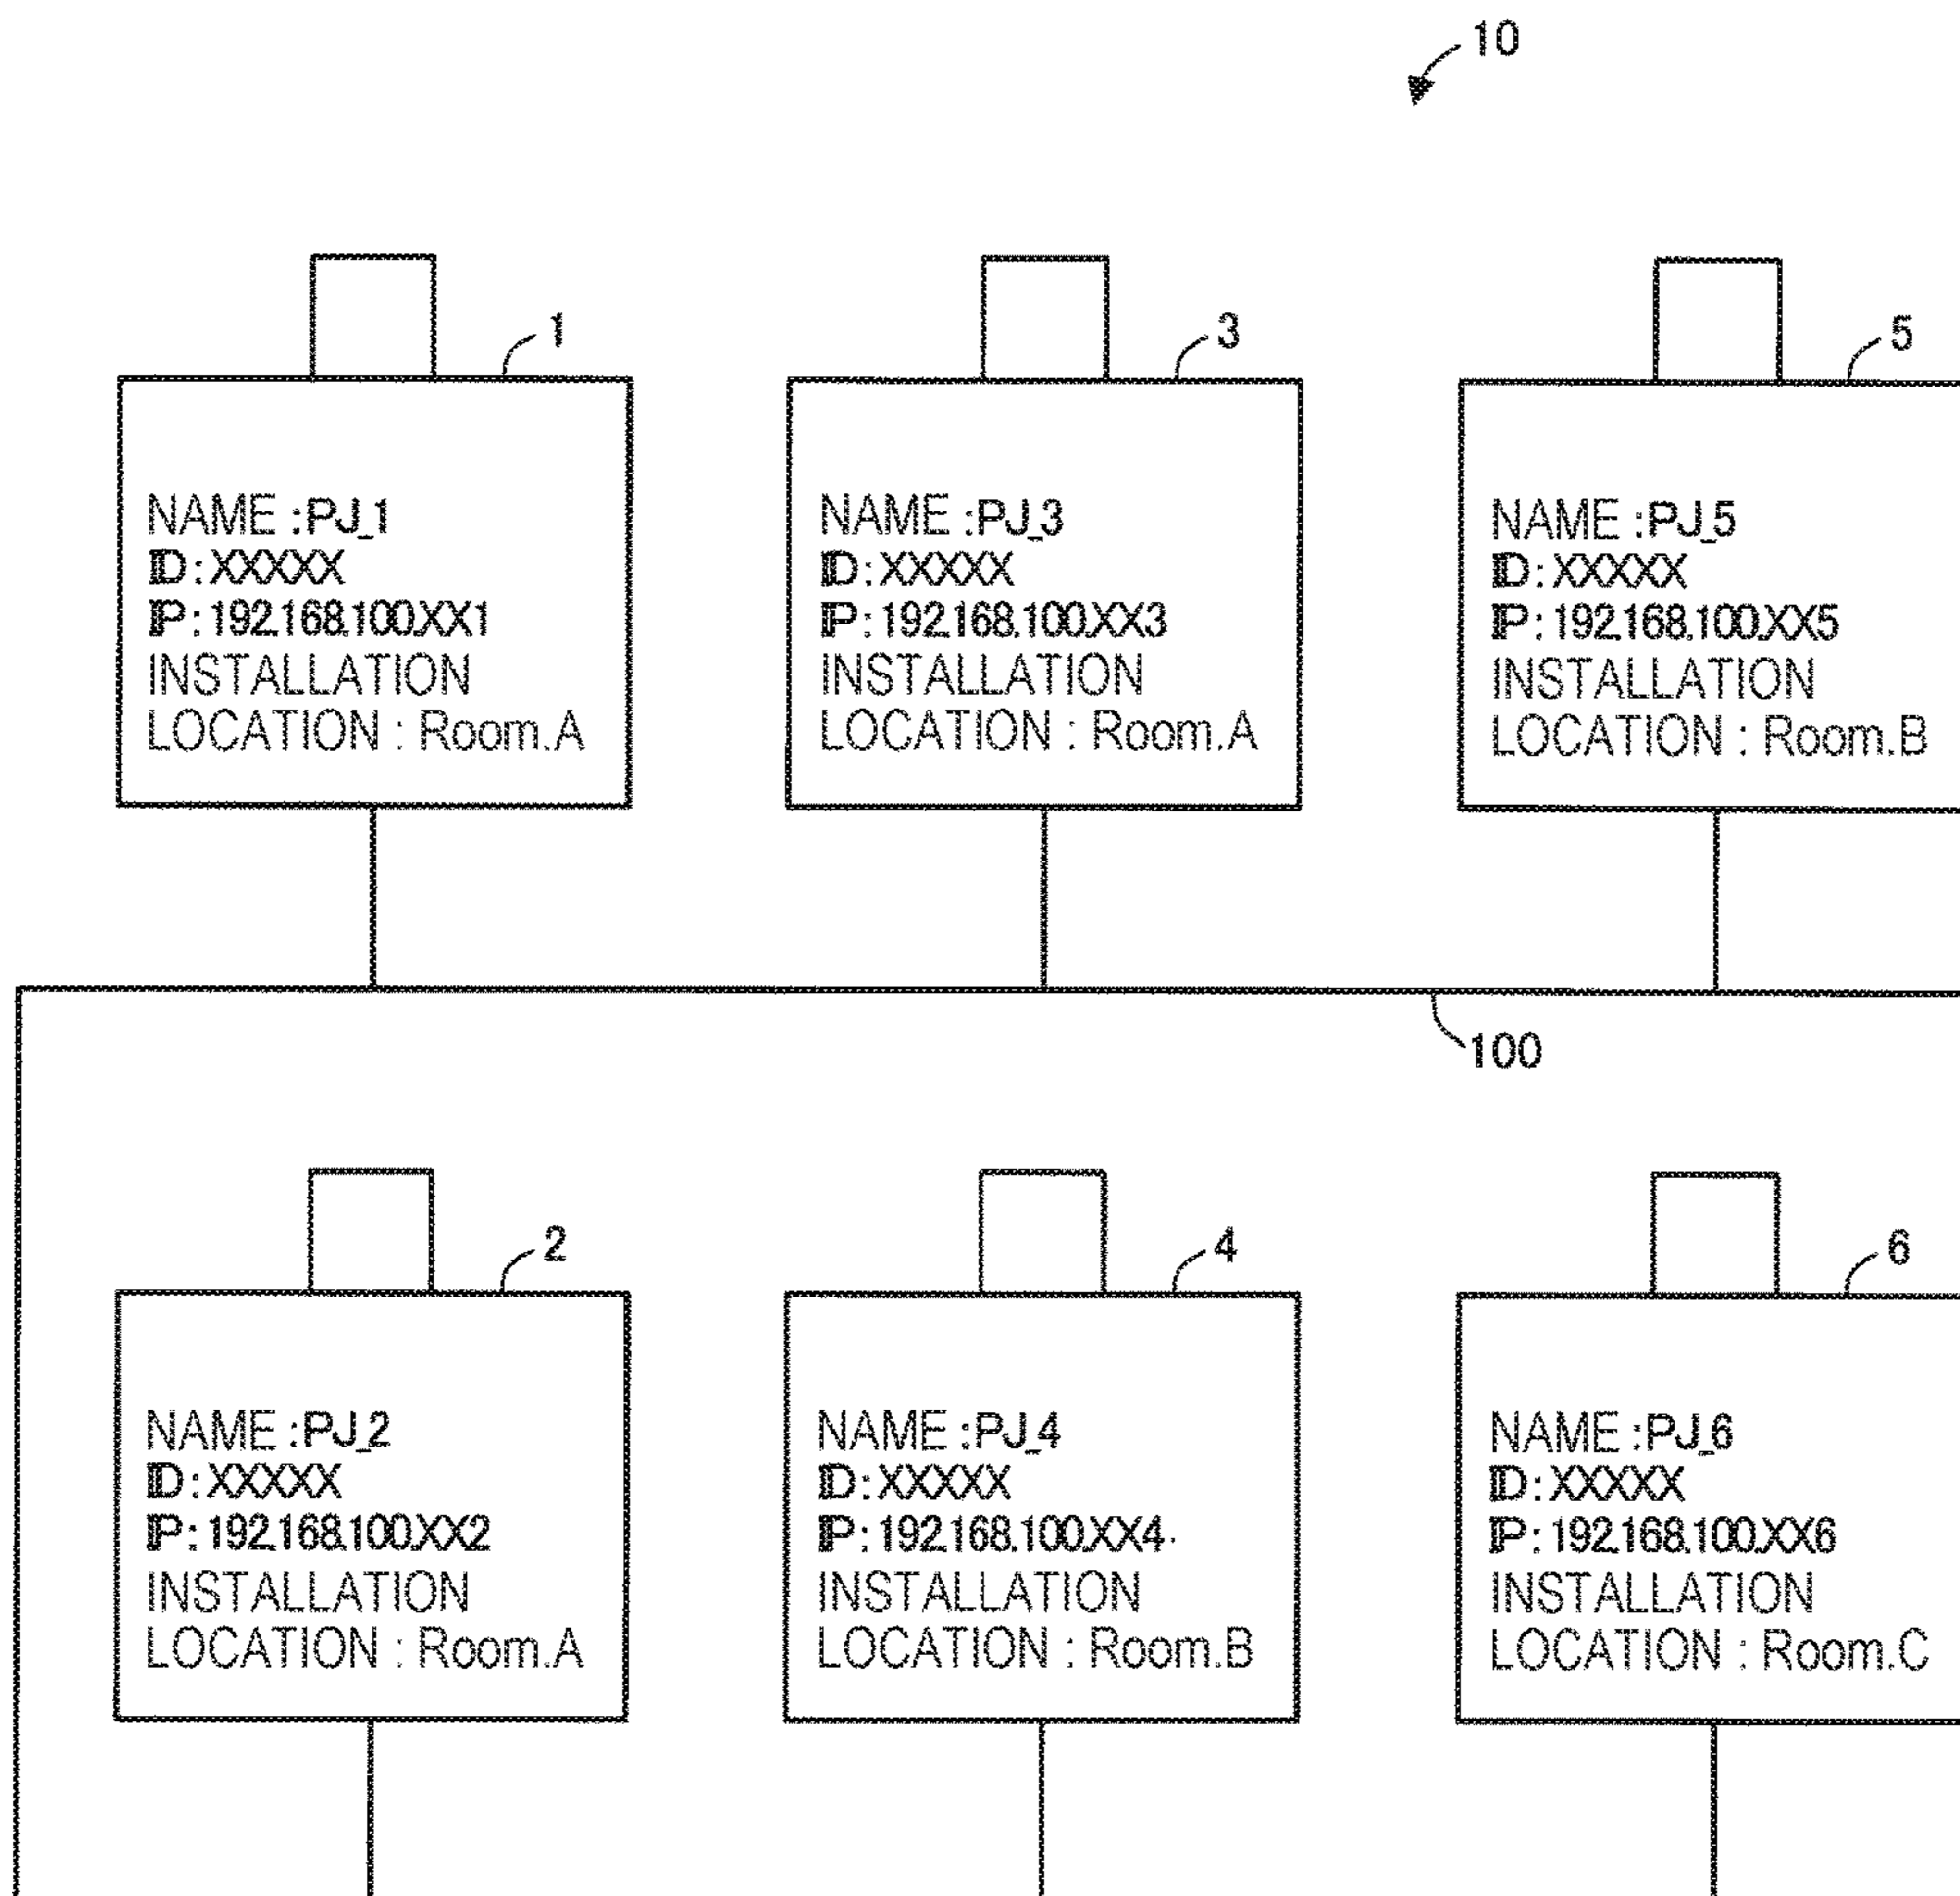 10
1
NAME :PJ_1
ID:XXXXX
IP:192.168.100.XX1
INSTALLATION
LOCATION : Room.A
3
NAME :PJ_3
ID:XXXXX
IP:192.168.100.XX3
INSTALLATION
LOCATION : Room.A
5
NAME :PJ_5
ID:XXXXX
IP:192.168.100.XX5
INSTALLATION
LOCATION : Room.B
100
2
NAME :PJ_2
ID:XXXXX
IP:192.168.100.XX2
INSTALLATION
LOCATION : Room.A
4
NAME :PJ_4
ID:XXXXX
IP:192.168.100.XX4
INSTALLATION
LOCATION : Room.B
6
NAME :PJ_6
ID:XXXXX
IP:192.168.100.XX6
INSTALLATION
LOCATION : Room.C